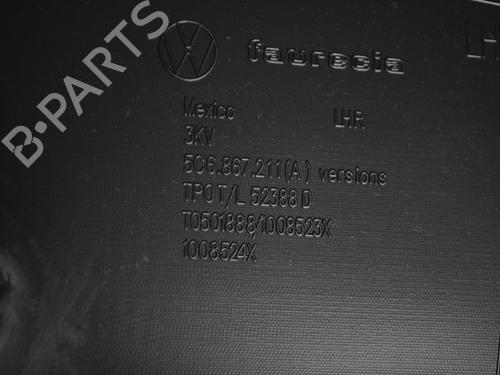 faurecia
LH
Mexico LHR
3KV
5C6.867.211(A) versions
TPO T/L 52388 D
T0501888/1008523X
1008524X
B-PARTS